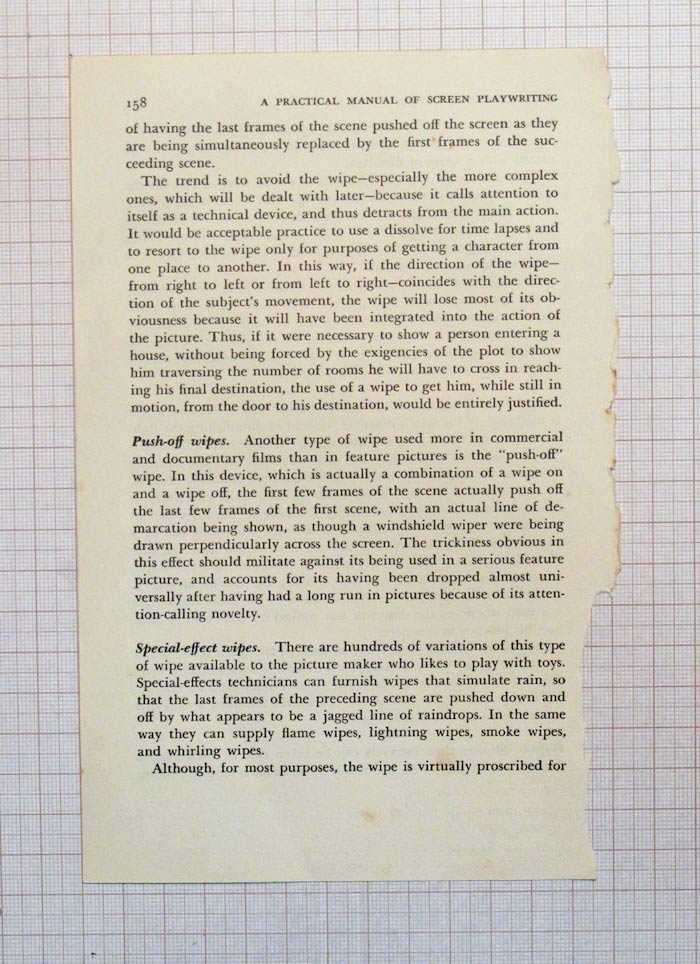 158 A PRACTICAL MANUAL OF SCREEN PLAYWRITING
of having the last frames of the scene pushed off the screen as they
are being simultaneously replaced by the first frames of the suc-
ceeding scene.
The trend is to avoid the wipe—especially the more complex
ones, which will be dealt with later—because it calls attention to
itself as a technical device, and thus detracts from the main action.
It would be acceptable practice to use a dissolve for time lapses and
to resort to the wipe only for purposes of getting a character from
one place to another. In this way, if the direction of the wipe—
from right to left or from left to right—coincides with the direc-
tion of the subject's movement, the wipe will lose most of its ob-
viousness because it will have been integrated into the action of
the picture. Thus, if it were necessary to show a person entering a
house, without being forced by the exigencies of the plot to show
him traversing the number of rooms he will have to cross in reach-
ing his final destination, the use of a wipe to get him, while still in
motion, from the door to his destination, would be entirely justified.
Push-off wipes. Another type of wipe used more in commercial
and documentary films than in feature pictures is the "push-off"
wipe. In this device, which is actually a combination of a wipe on
and a wipe off, the first few frames of the scene actually push off
the last few frames of the first scene, with an actual line of de-
marcation being shown, as though a windshield wiper were being
drawn perpendicularly across the screen. The trickiness obvious in
this effect should militate against its being used in a serious feature
picture, and accounts for its having been dropped almost uni-
versally after having had a long run in pictures because of its atten-
tion-calling novelty.
Special-effect wipes. There are hundreds of variations of this type
of wipe available to the picture maker who likes to play with toys.
Special-effects technicians can furnish wipes that simulate rain, so
that the last frames of the preceding scene are pushed down and
off by what appears to be a jagged line of raindrops. In the same
way they can supply flame wipes, lightning wipes, smoke wipes,
and whirling wipes.
Although, for most purposes, the wipe is virtually proscribed for